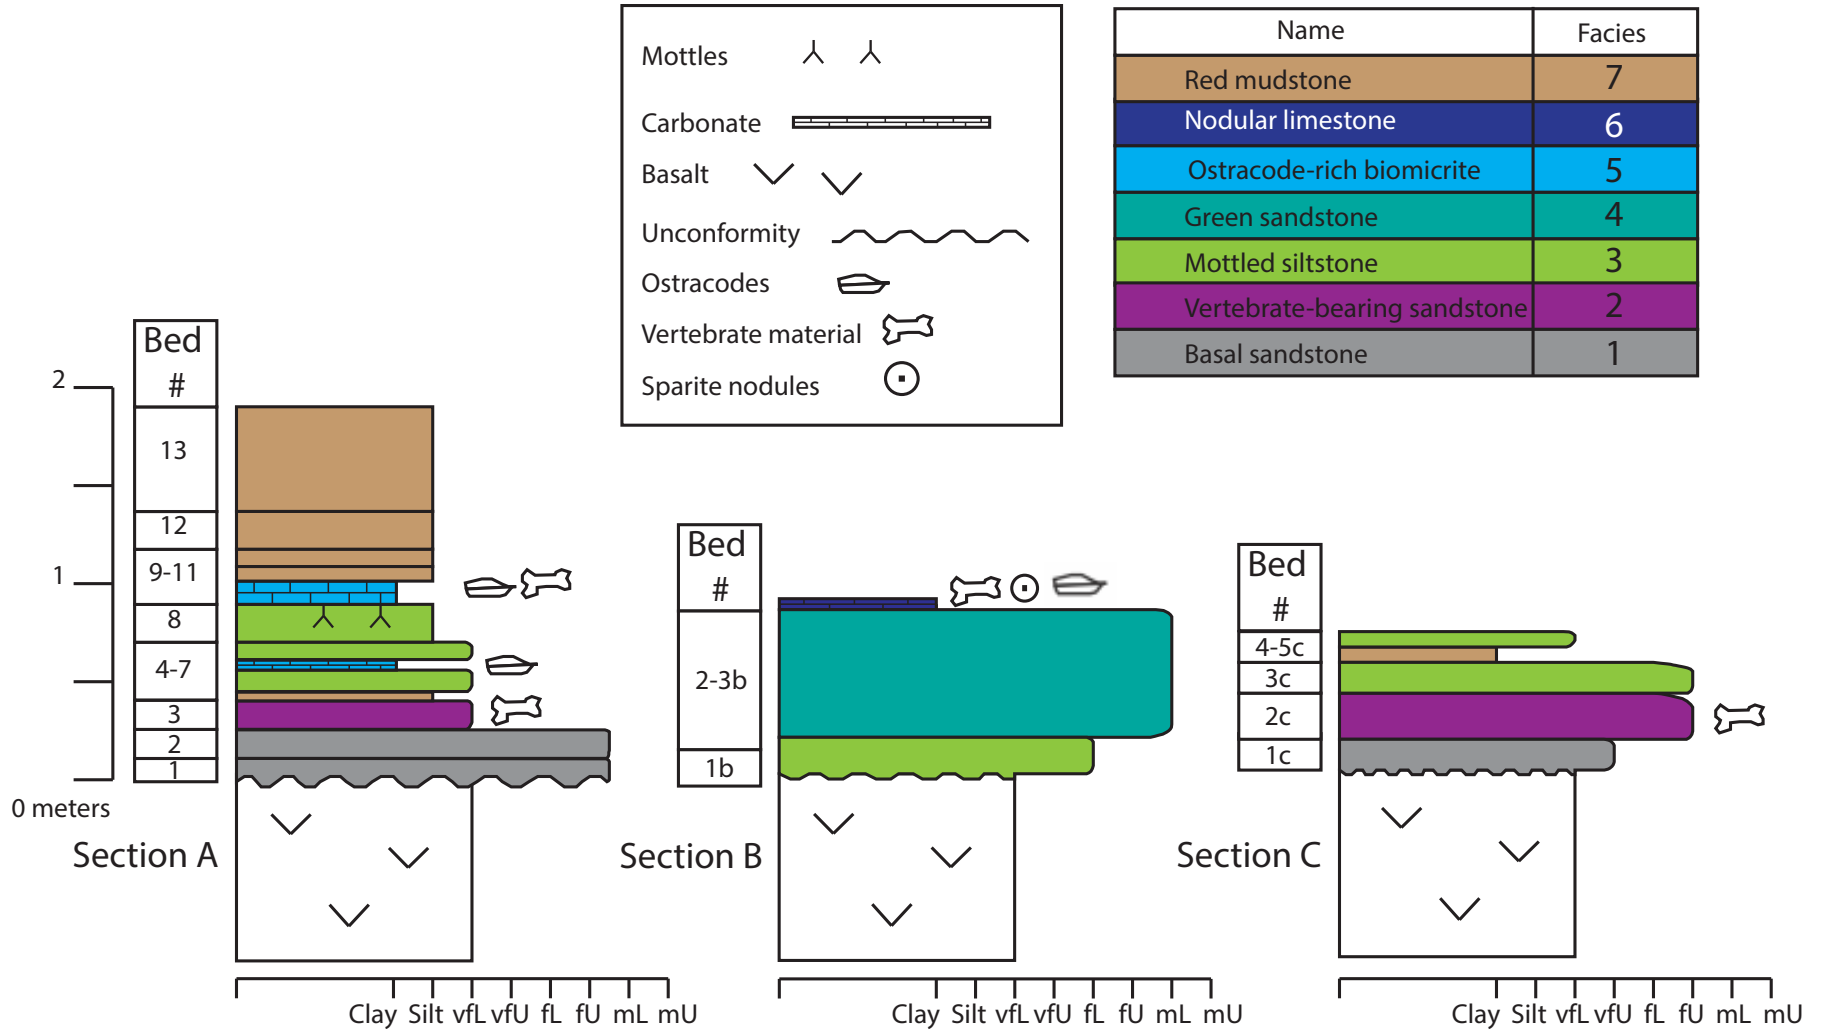 Mottles
Carbonate
Basalt
Unconformity
Ostracodes
Vertebrate material
Sparite nodules
Name Facies
Red mudstone 7
Nodular limestone 6
Ostracode-rich biomicrite 5
Green sandstone 4
Mottled siltstone 3
Vertebrate-bearing sandstone 2
Basal sandstone 1
2
1
0 meters
Bed
#
13
12
9-11
8
4-7
3
2
1
Section A
Clay Silt vfL vfU fL fU mL mU
Bed
#
2-3b
1b
Section B
Clay Silt vfL vfU fL fU mL mU
Bed
#
4-5c
3c
2c
1c
Section C
Clay Silt vfL vfU fL fU mL mU